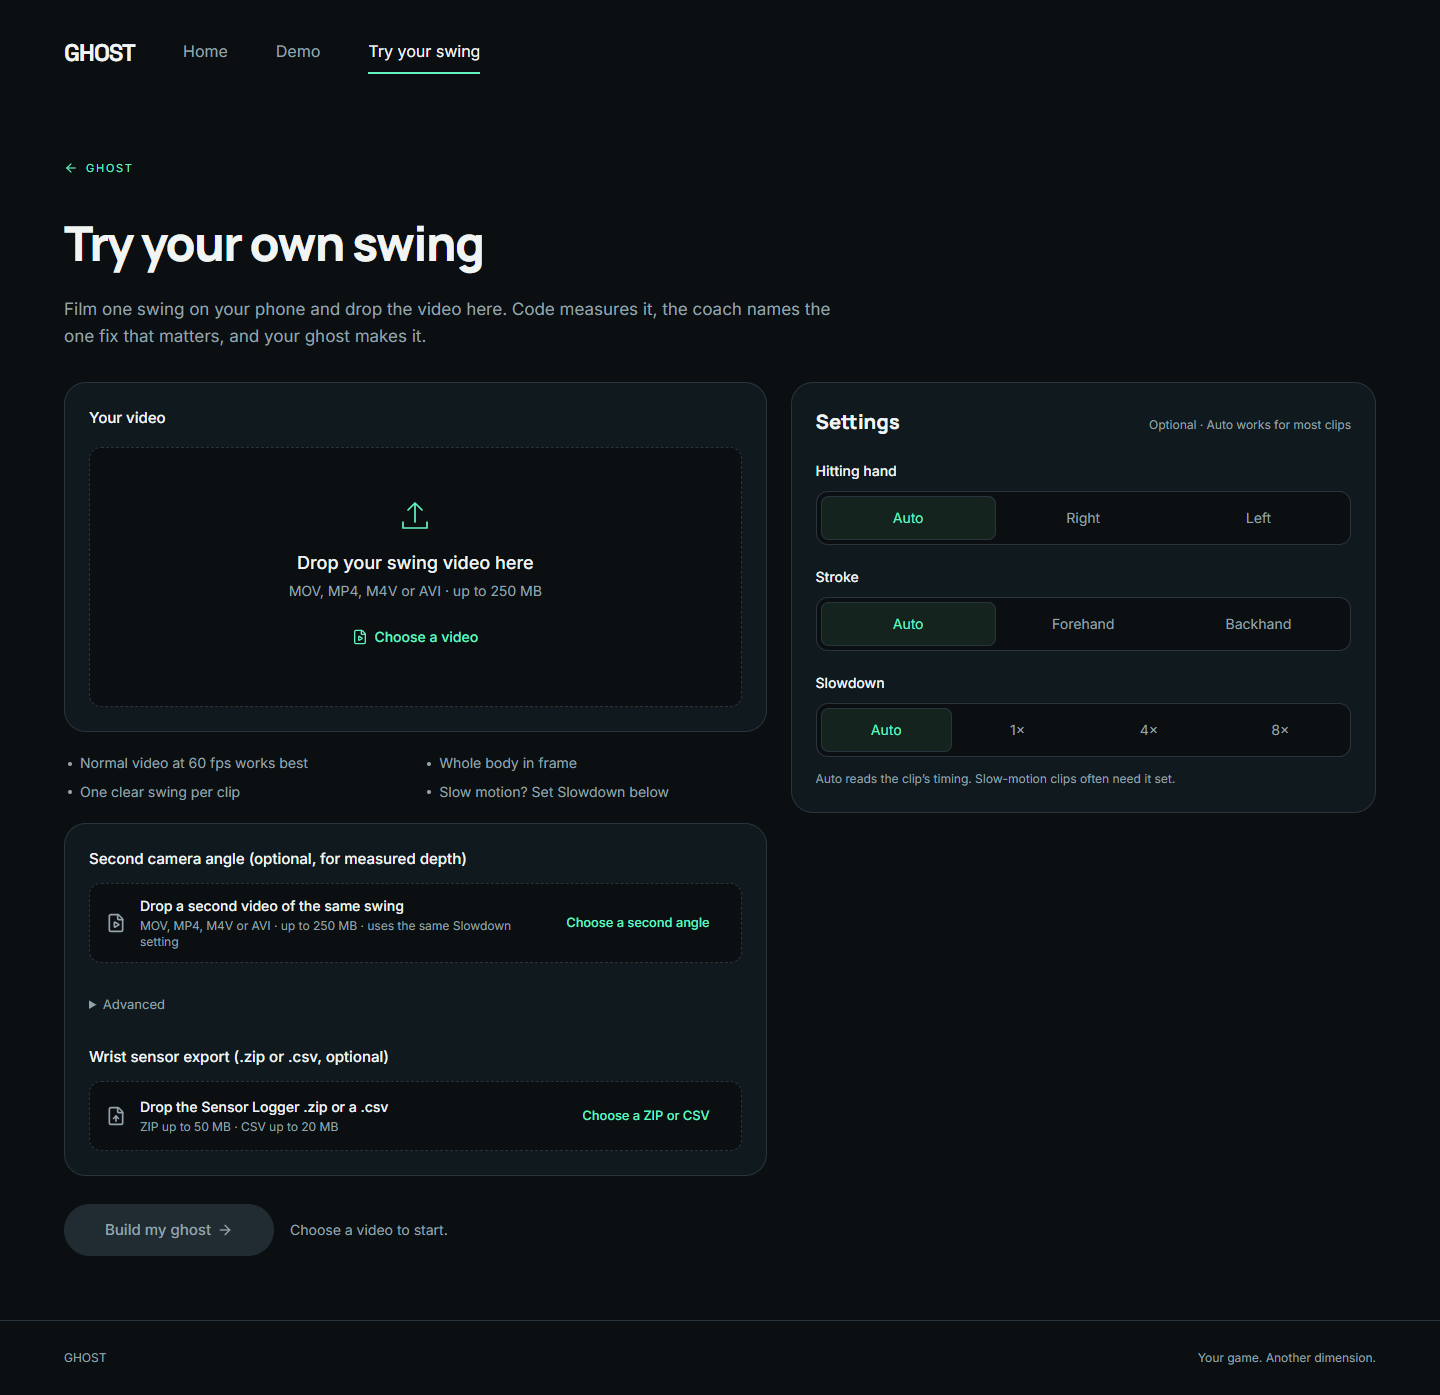 GHOST
Home
Demo
Try your swing
← GHOST
Try your own swing
Film one swing on your phone and drop the video here. Code measures it, the coach names the
one fix that matters, and your ghost makes it.
Your video
Drop your swing video here
MOV, MP4, M4V or AVI · up to 250 MB
Choose a video
• Normal video at 60 fps works best
• Whole body in frame
• One clear swing per clip
• Slow motion? Set Slowdown below
Second camera angle (optional, for measured depth)
Drop a second video of the same swing
MOV, MP4, M4V or AVI · up to 250 MB · uses the same Slowdown
setting
Choose a second angle
▶ Advanced
Wrist sensor export (.zip or .csv, optional)
Drop the Sensor Logger .zip or a .csv
ZIP up to 50 MB · CSV up to 20 MB
Choose a ZIP or CSV
Build my ghost →
Choose a video to start.
Settings
Optional · Auto works for most clips
Hitting hand
Auto
Right
Left
Stroke
Auto
Forehand
Backhand
Slowdown
Auto
1×
4×
8×
Auto reads the clip’s timing. Slow-motion clips often need it set.
GHOST
Your game. Another dimension.